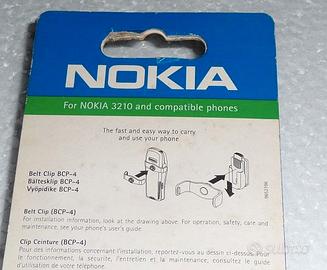 NOKIA
For NOKIA 3210 and compatible phones
The fast and easy way to carry
and use your phone
Belt Clip BCP-4
Bältesklip BCP-4
Vyöpidike BCP-4
Belt Clip (BCP-4)
For installation information, look at the drawing above. For operation, safety, care and
maintenance, see your phone's user's guide.
Clip Ceinture (BCP-4)
Pour des informations concernant l'installation, reportez-vous au dessin ci-dessus. Pour
le fonctionnement, la sécurité, l'entretien et la maintenance, consultez le guide
d'utilisation de votre téléphone.